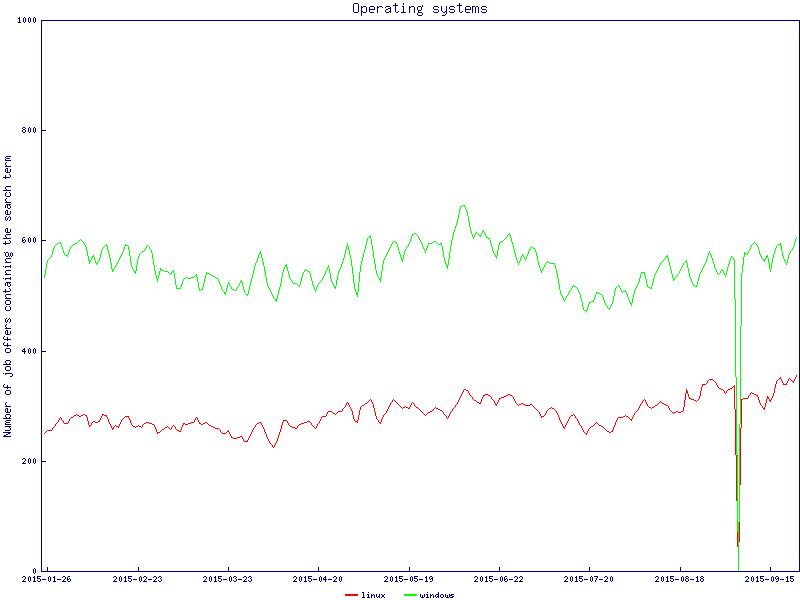 Operating systems
Number of job offers containing the search term
1000
800
600
400
200
0
2015-01-26 2015-02-23 2015-03-23 2015-04-20 2015-05-19 2015-06-22 2015-07-20 2015-08-18 2015-09-15
linux windows